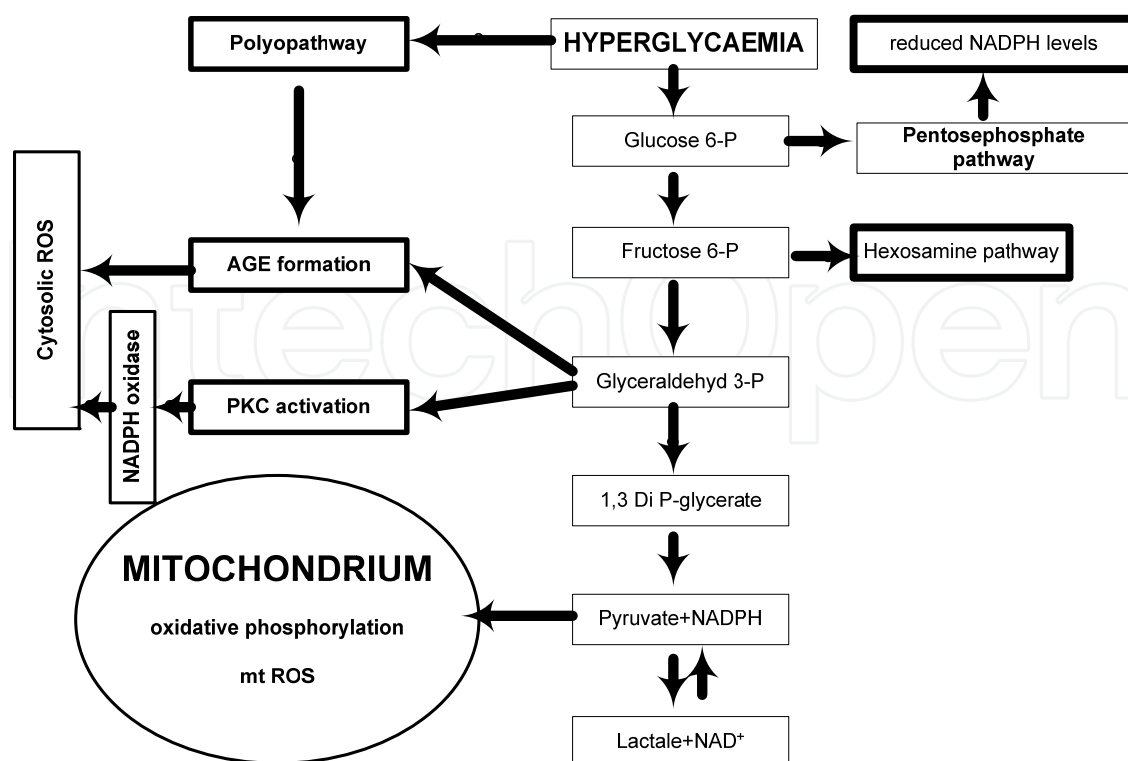 Polyopathway
HYPERGLYCAEMIA
reduced NADPH levels
Glucose 6-P
Pentosephosphate
pathway
Fructose 6-P
Hexosamine pathway
AGE formation
Cytosolic ROS
NADPH oxidase
PKC activation
Glyceraldehyd 3-P
1,3 Di P-glycerate
MITOCHONDRIUM
oxidative phosphorylation
mt ROS
Pyruvate+NADPH
Lactale+NAD⁺
IntechOpen